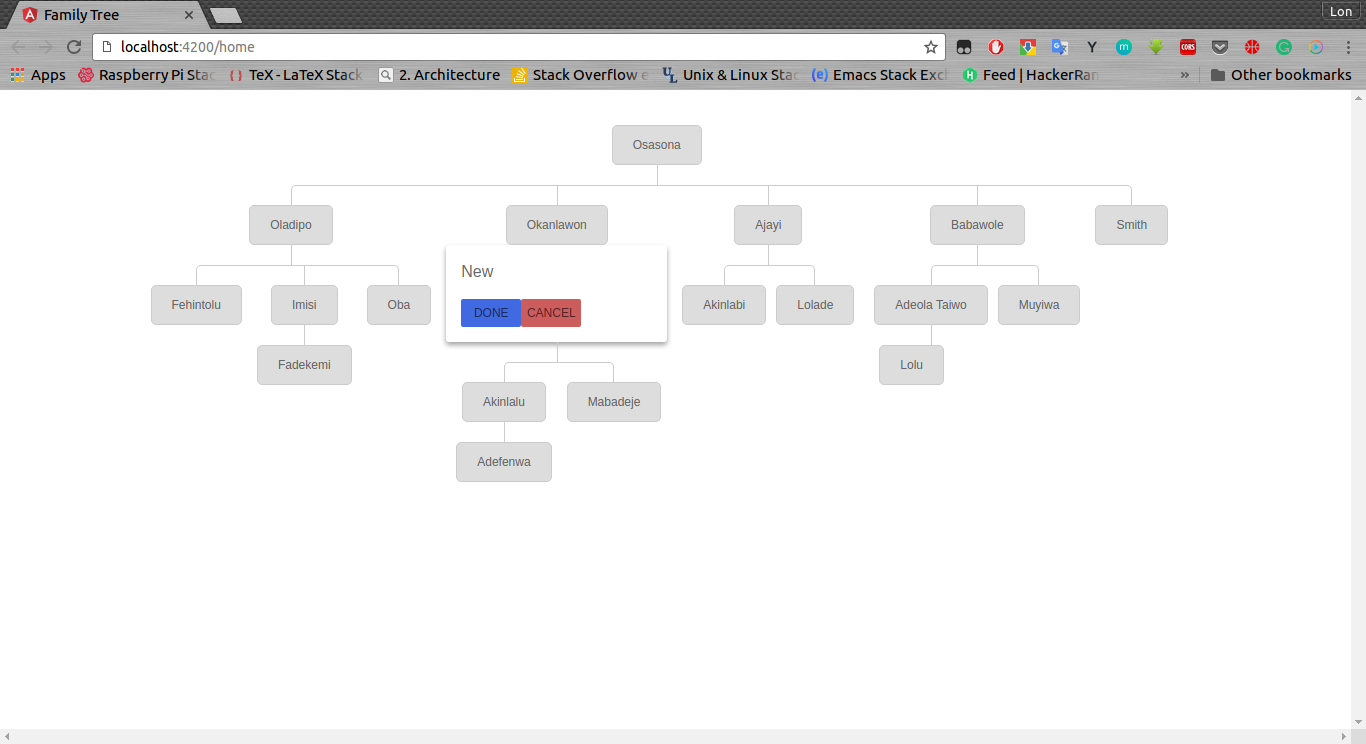 Family Tree
Lon
localhost:4200/home
Apps Raspberry Pi Stac TeX - LaTeX Stack 2. Architecture Stack Overflow e Unix & Linux Stac Emacs Stack Exc Feed | HackerRan » Other bookmarks
Osasona
Oladipo Okanlawon Ajayi Babawole Smith
New
Fehintolu Imisi Oba Akinlabi Lolade Adeola Taiwo Muyiwa
DONE CANCEL
Fadekemi Lolu
Akinlalu Mabadeje
Adefenwa